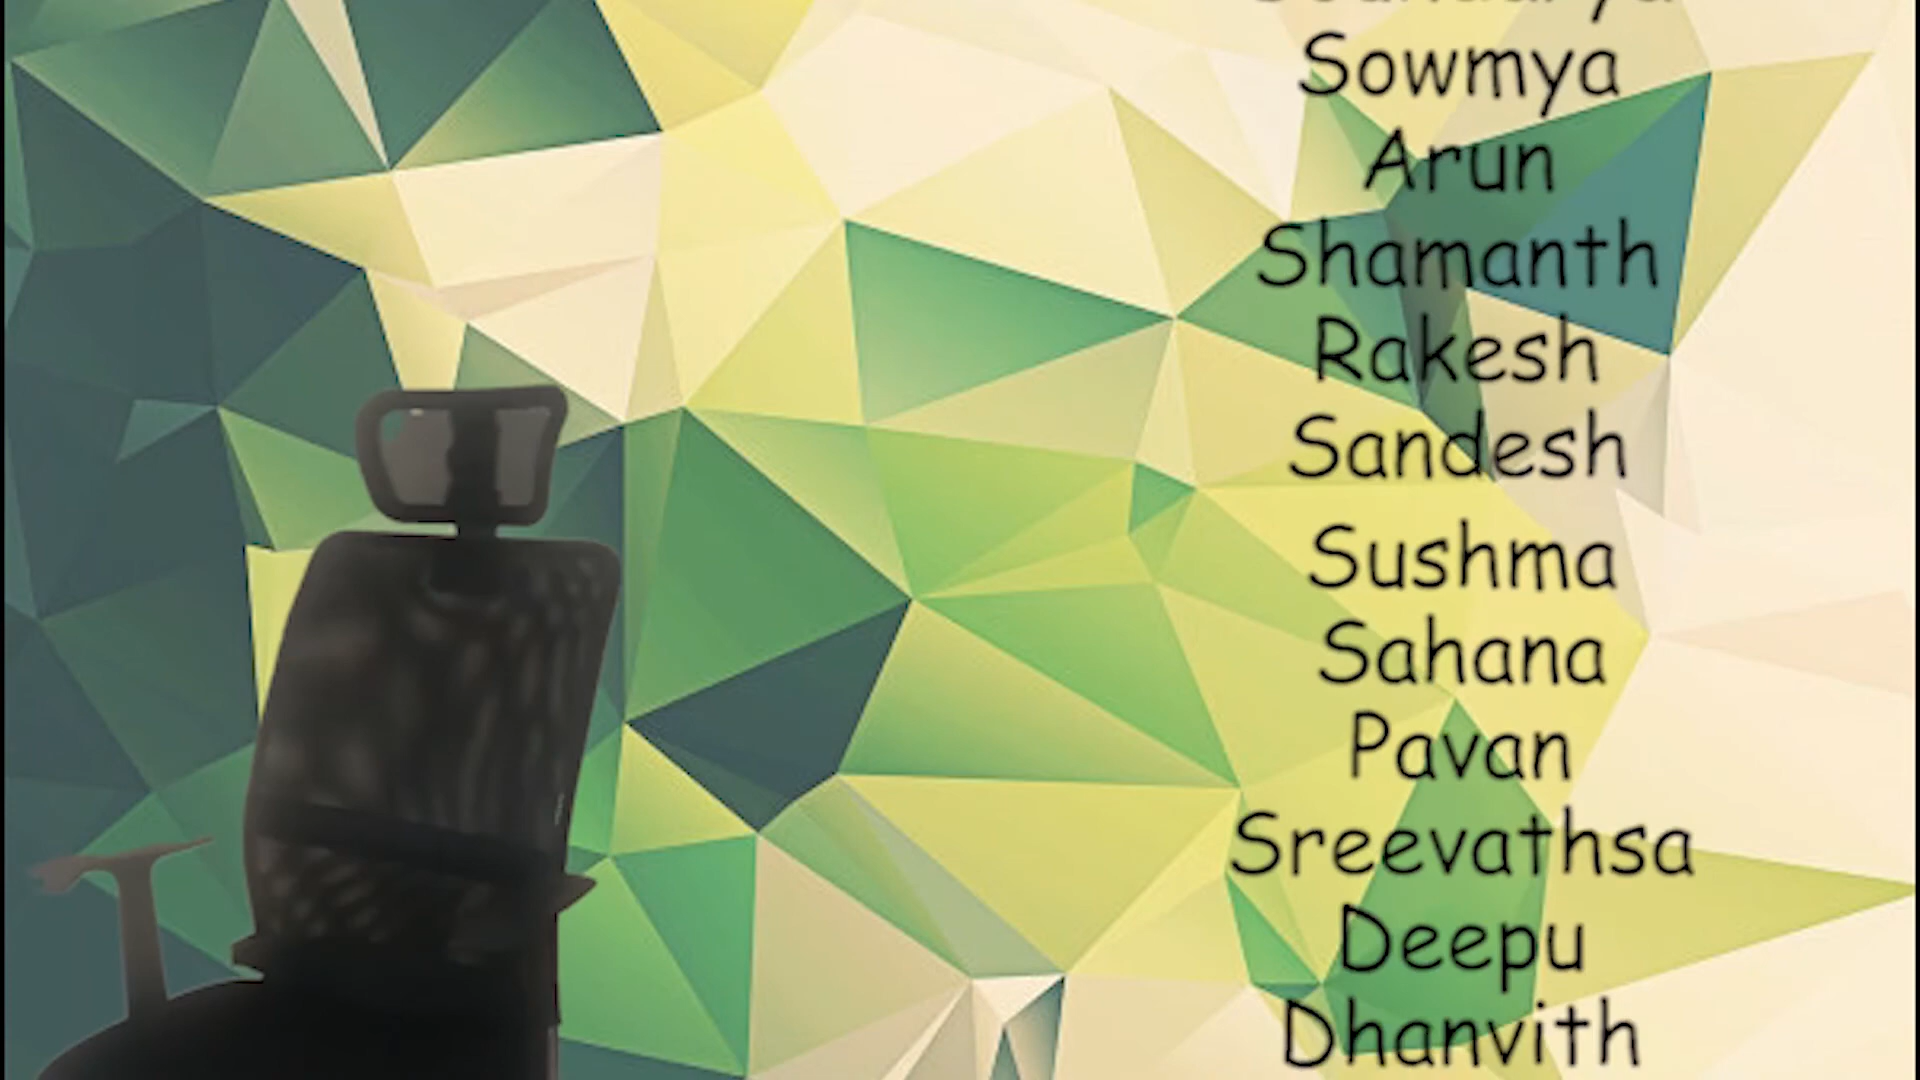 Sowmya
Arun
Shamanth
Rakesh
Sandesh
Sushma
Sahana
Pavan
Sreevathsa
Deepu
Dhanvith